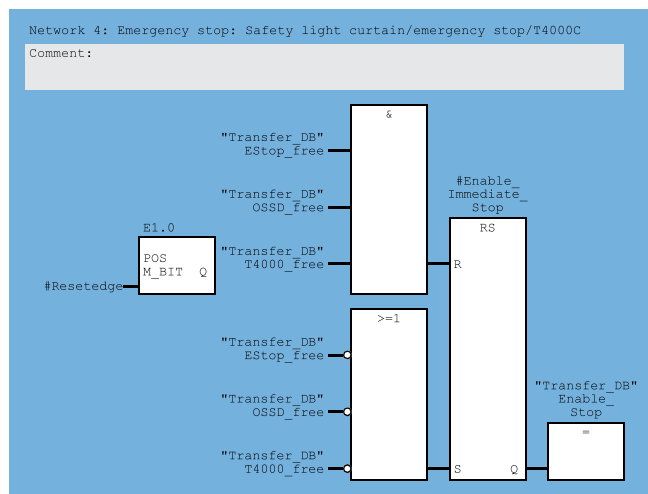 Network 4: Emergency stop: Safety light curtain/emergency stop/T4000C
Comment:
&
"Transfer_DB"
EStop_free
"Transfer_DB"
OSSD_free
#Enable_
Immediate_
Stop
RS
E1.0
"Transfer_DB"
T4000_free
R
POS
M_BIT Q
#Resetedge
>=1
"Transfer_DB"
EStop_free
"Transfer_DB"
OSSD_free
"Transfer_DB"
Enable_
Stop
=
"Transfer_DB"
T4000_free
S Q